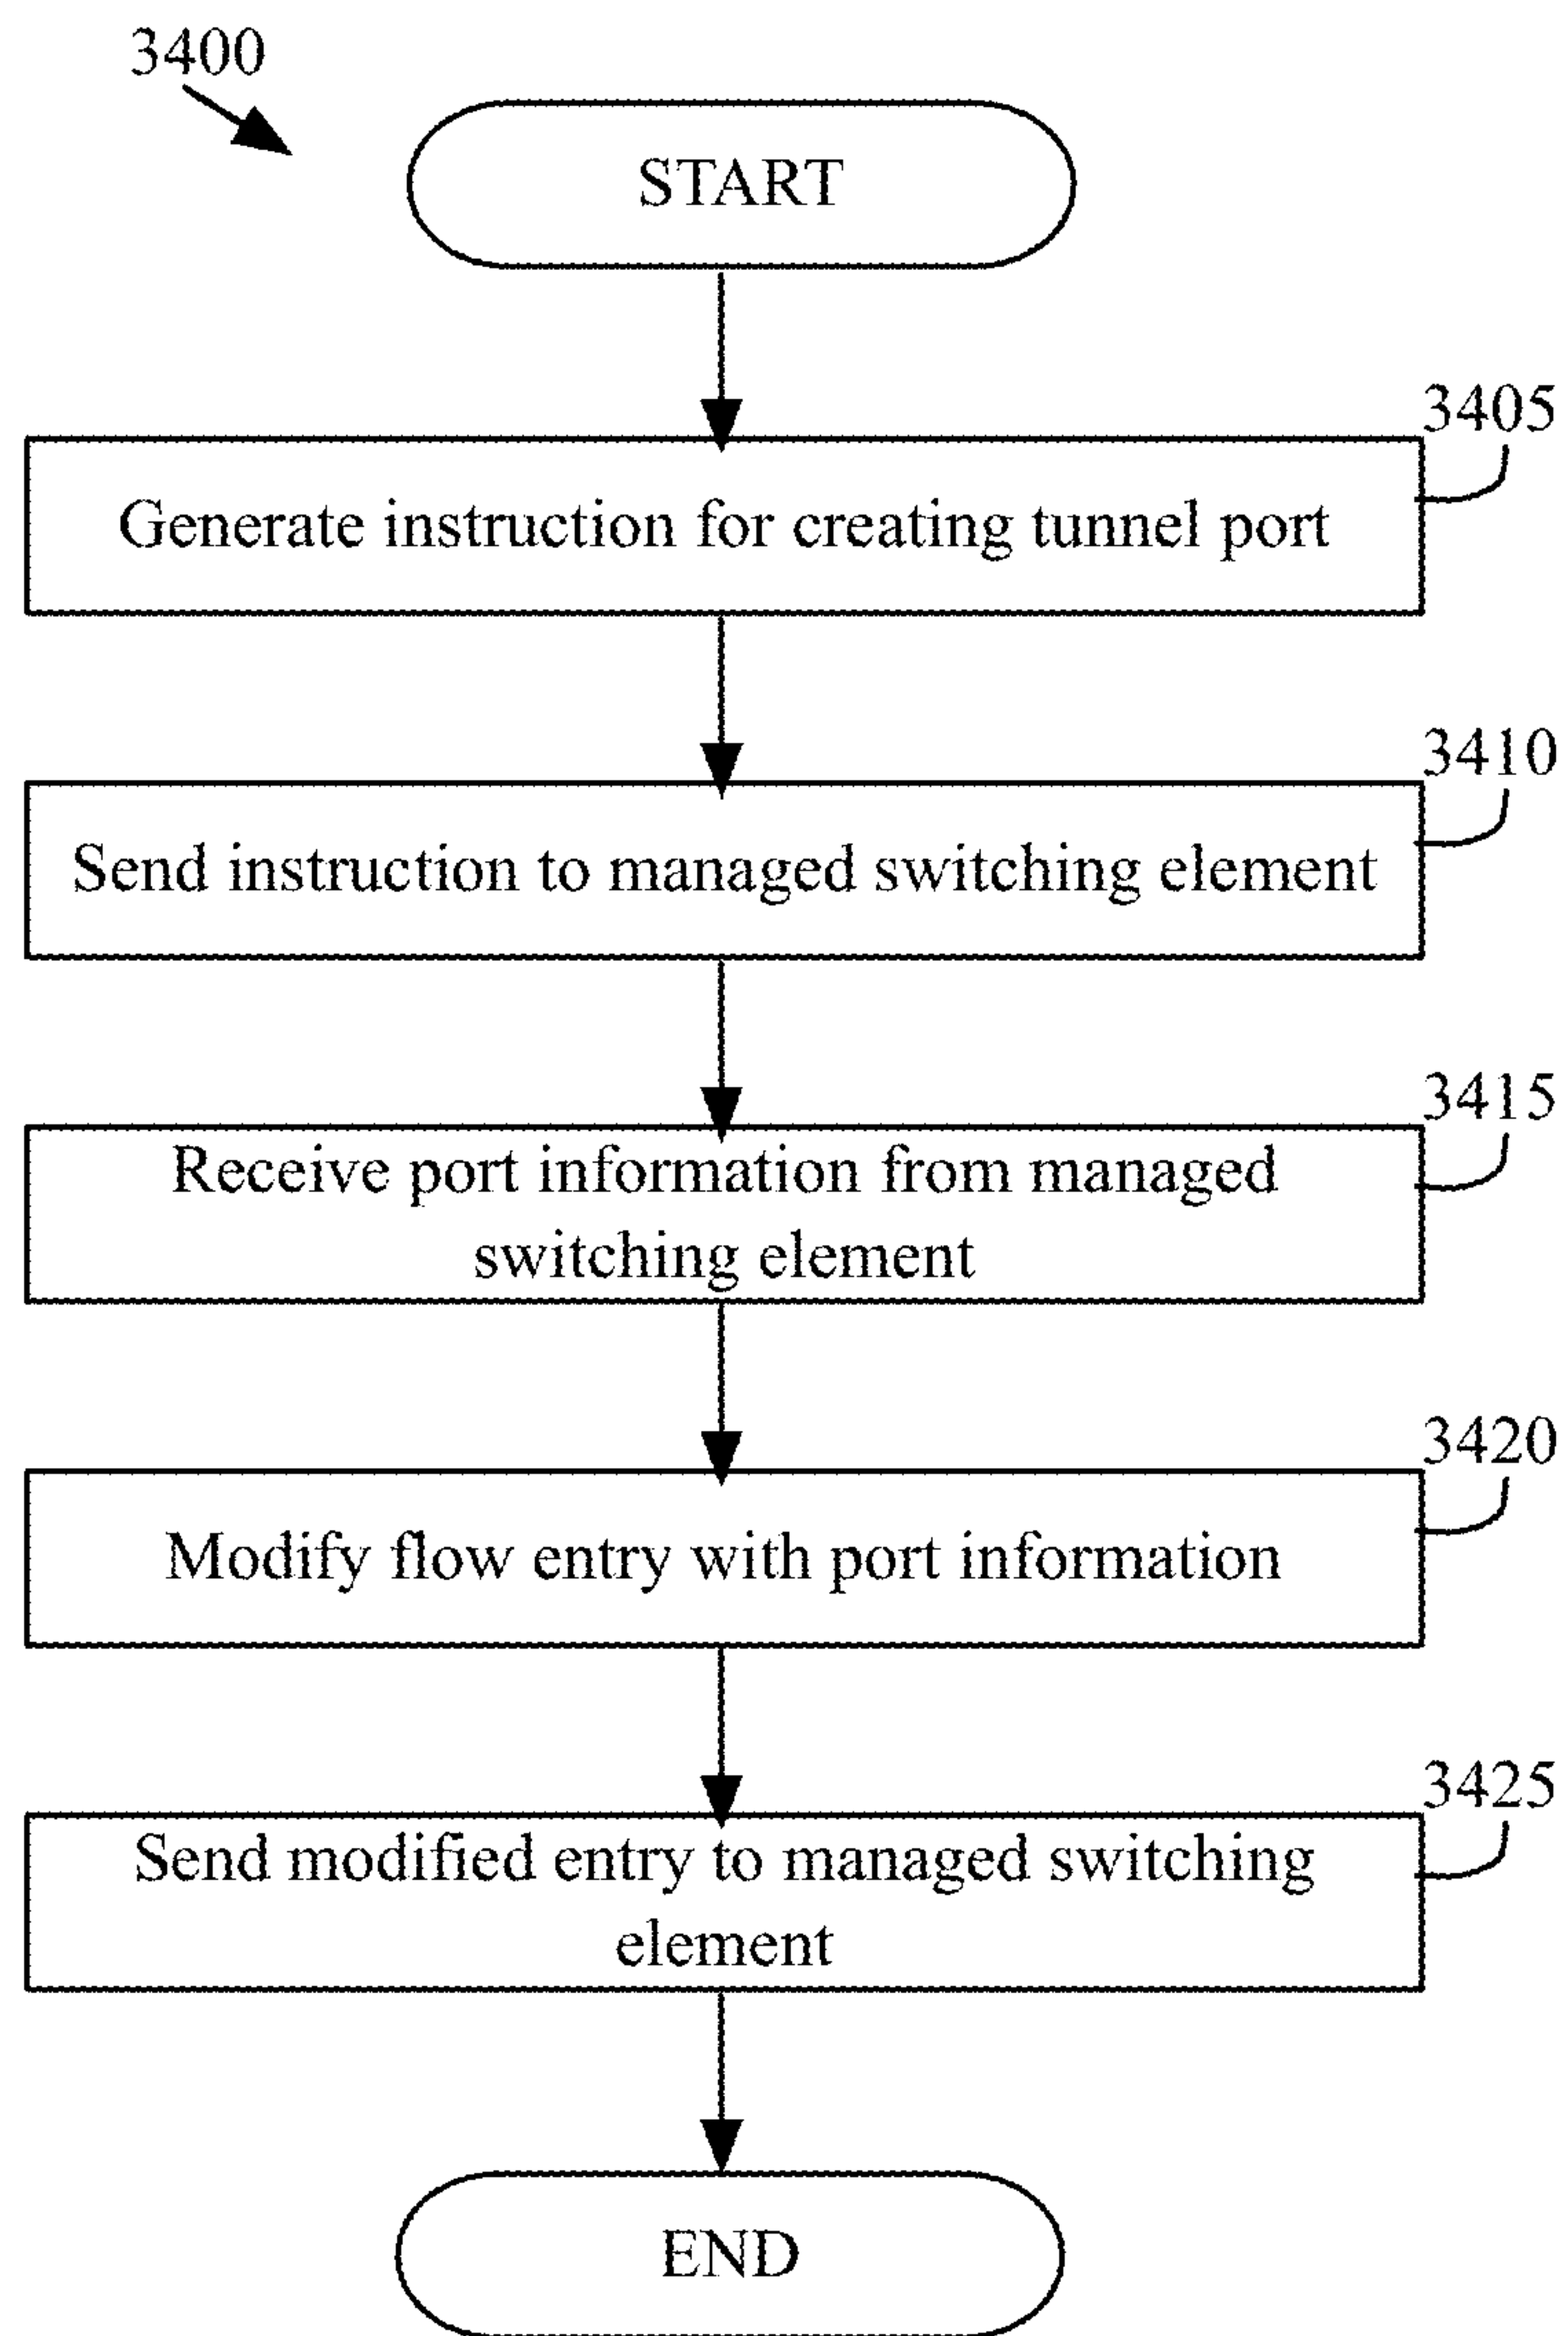 3400
START
3405
Generate instruction for creating tunnel port
3410
Send instruction to managed switching element
3415
Receive port information from managed
switching element
3420
Modify flow entry with port information
3425
Send modified entry to managed switching
element
END